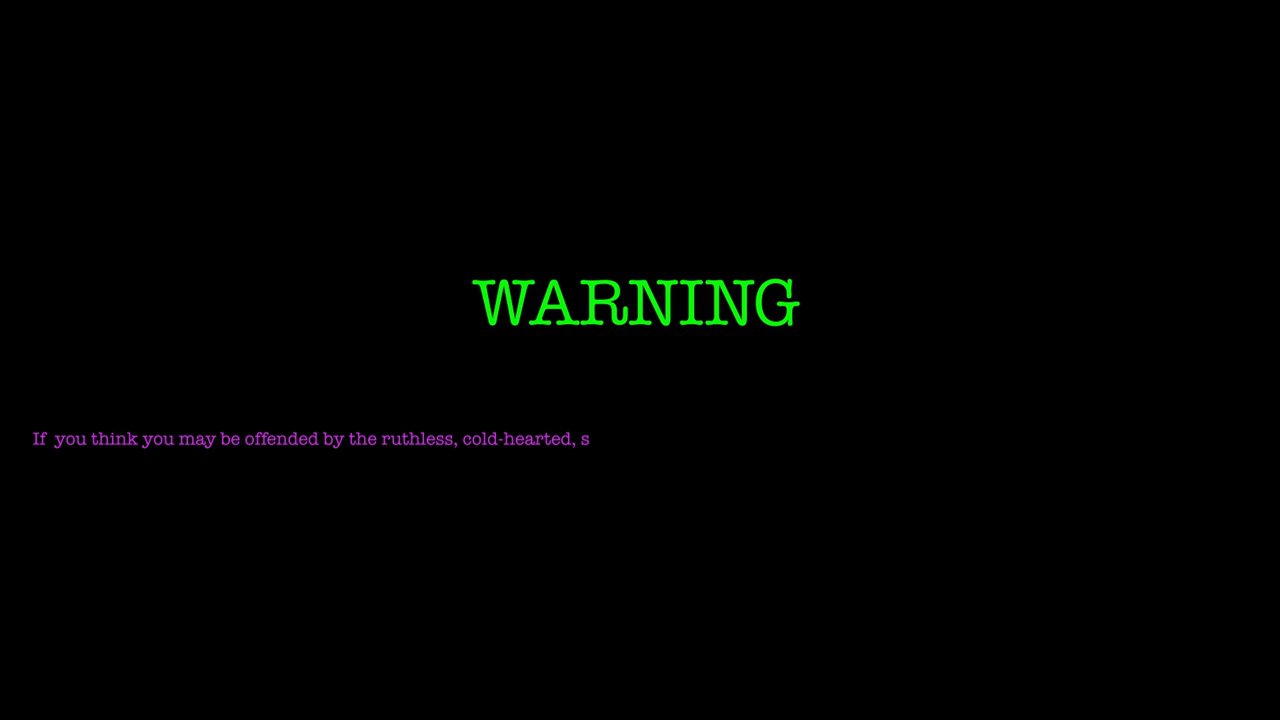 WARNING
If  you think you may be offended by the ruthless, cold-hearted, s